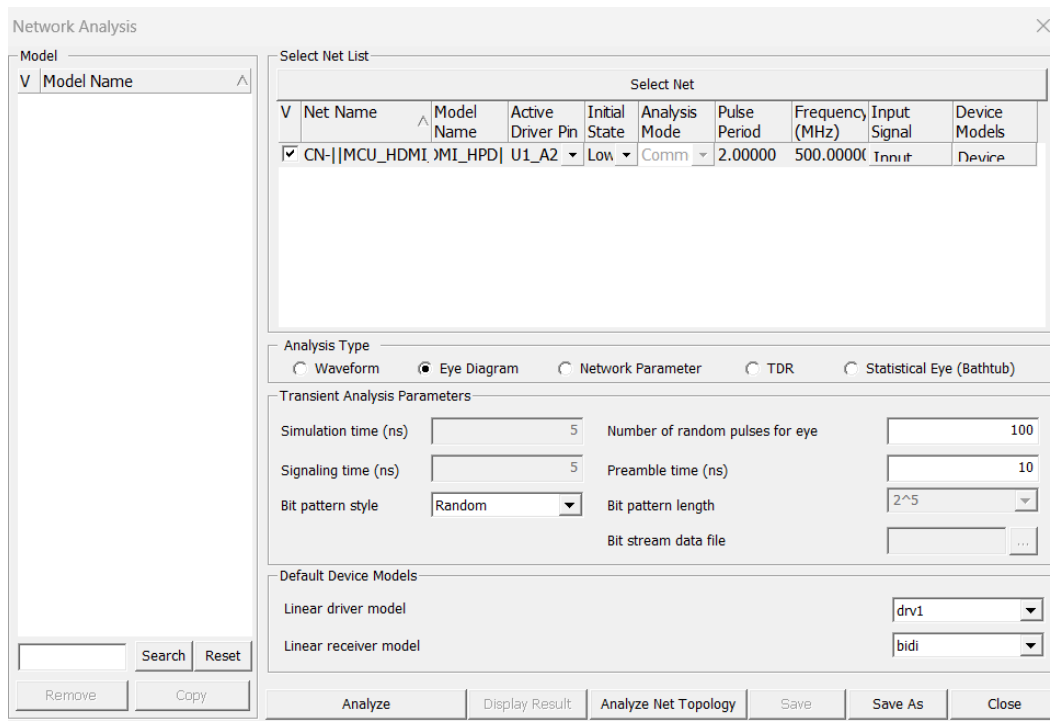 Network Analysis
Model
V Model Name
Search Reset
Remove Copy
Select Net List
Select Net
V Net Name Model Name Active Driver Pin Initial State Analysis Mode Pulse Period Frequency (MHz) Input Signal Device Models
CN-||MCU_HDMI_ OMI_HPD| U1_A2 Low Comm 2.00000 500.0000 Input Device
Analysis Type
Waveform Eye Diagram Network Parameter TDR Statistical Eye (Bathtub)
Transient Analysis Parameters
Simulation time (ns) 5 Number of random pulses for eye 100
Signaling time (ns) 5 Preamble time (ns) 10
Bit pattern style Random Bit pattern length 2^5
Bit stream data file ...
Default Device Models
Linear driver model drv1
Linear receiver model bidi
Analyze Display Result Analyze Net Topology Save Save As Close